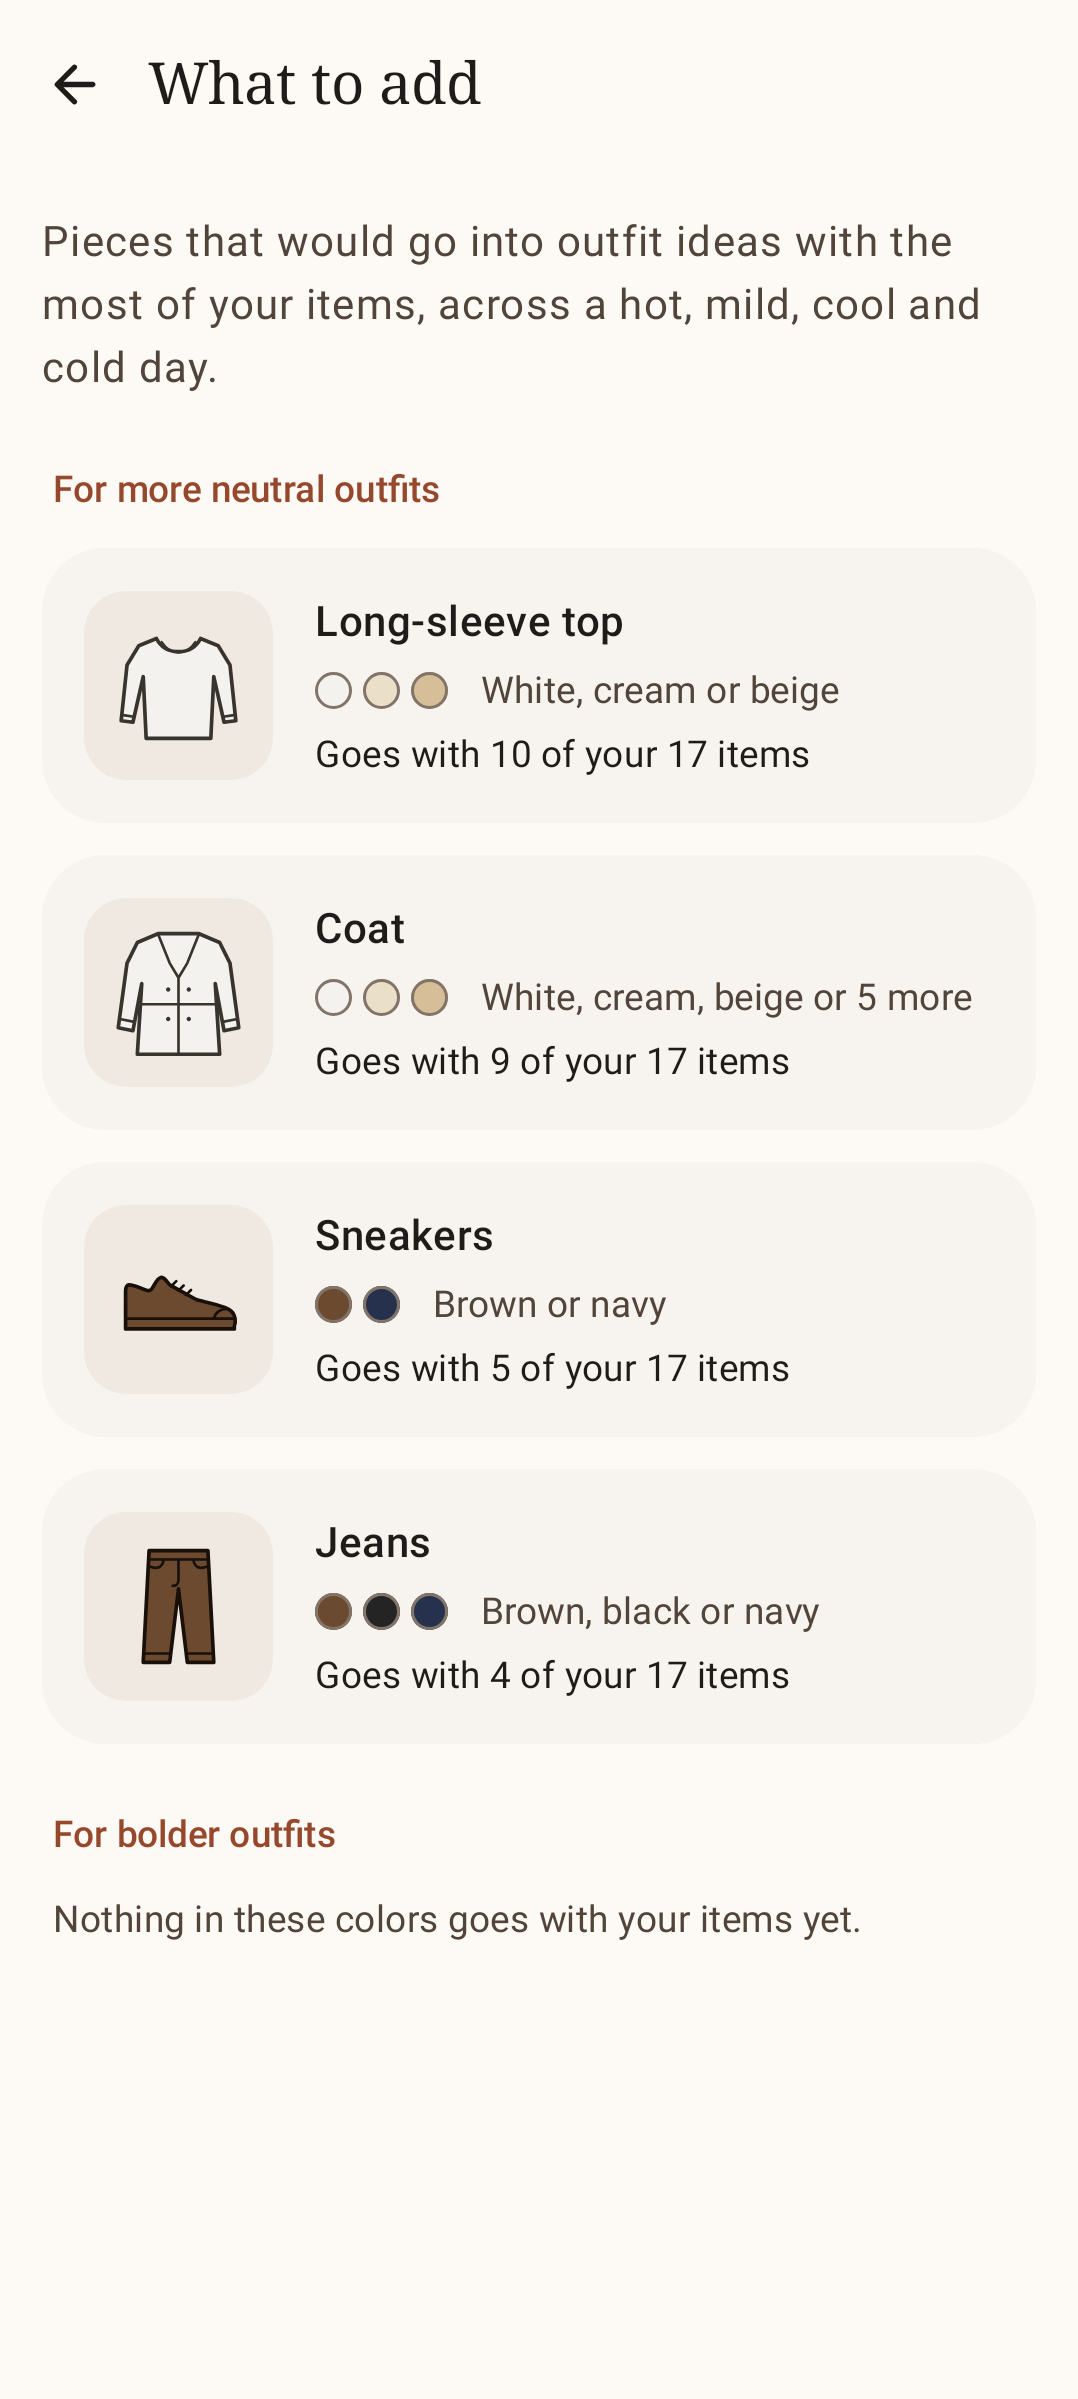 What to add
Pieces that would go into outfit ideas with the
most of your items, across a hot, mild, cool and
cold day.
For more neutral outfits
Long-sleeve top
White, cream or beige
Goes with 10 of your 17 items
Coat
White, cream, beige or 5 more
Goes with 9 of your 17 items
Sneakers
Brown or navy
Goes with 5 of your 17 items
Jeans
Brown, black or navy
Goes with 4 of your 17 items
For bolder outfits
Nothing in these colors goes with your items yet.